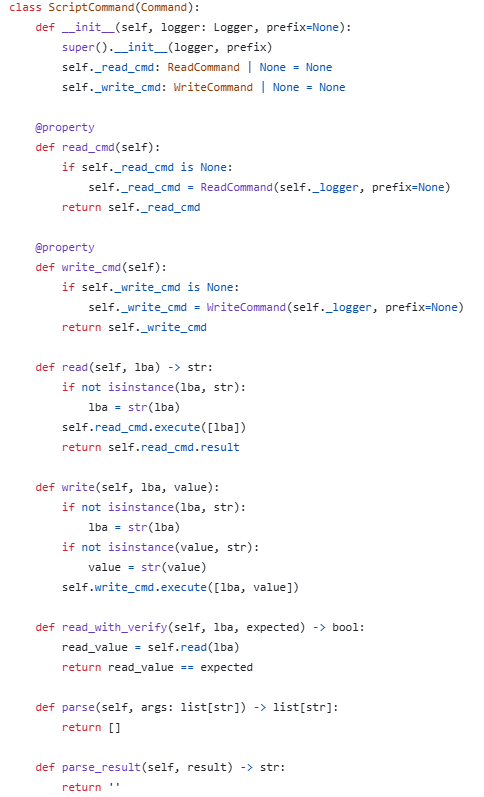 class ScriptCommand(Command):
    def __init__(self, logger: Logger, prefix=None):
        super().__init__(logger, prefix)
        self._read_cmd: ReadCommand | None = None
        self._write_cmd: WriteCommand | None = None

    @property
    def read_cmd(self):
        if self._read_cmd is None:
            self._read_cmd = ReadCommand(self._logger, prefix=None)
        return self._read_cmd

    @property
    def write_cmd(self):
        if self._write_cmd is None:
            self._write_cmd = WriteCommand(self._logger, prefix=None)
        return self._write_cmd

    def read(self, lba) -> str:
        if not isinstance(lba, str):
            lba = str(lba)
        self.read_cmd.execute([lba])
        return self.read_cmd.result

    def write(self, lba, value):
        if not isinstance(lba, str):
            lba = str(lba)
        if not isinstance(value, str):
            value = str(value)
        self.write_cmd.execute([lba, value])

    def read_with_verify(self, lba, expected) -> bool:
        read_value = self.read(lba)
        return read_value == expected

    def parse(self, args: list[str]) -> list[str]:
        return []

    def parse_result(self, result) -> str:
        return ''